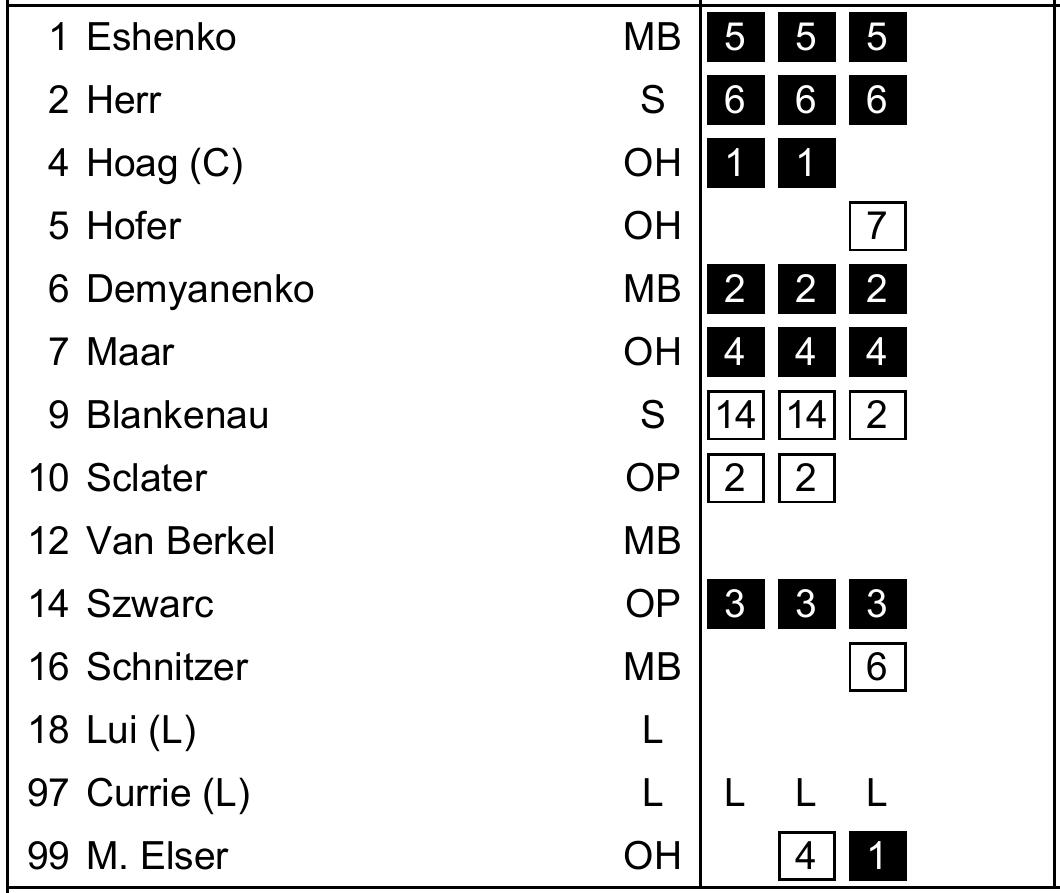 1 Eshenko MB 5 5 5
2 Herr S 6 6 6
4 Hoag (C) OH 1 1
5 Hofer OH 7
6 Demyanenko MB 2 2 2
7 Maar OH 4 4 4
9 Blankenau S 14 14 2
10 Sclater OP 2 2
12 Van Berkel MB
14 Szwarc OP 3 3 3
16 Schnitzer MB 6
18 Lui (L) L
97 Currie (L) L L L L
99 M. Elser OH 4 1